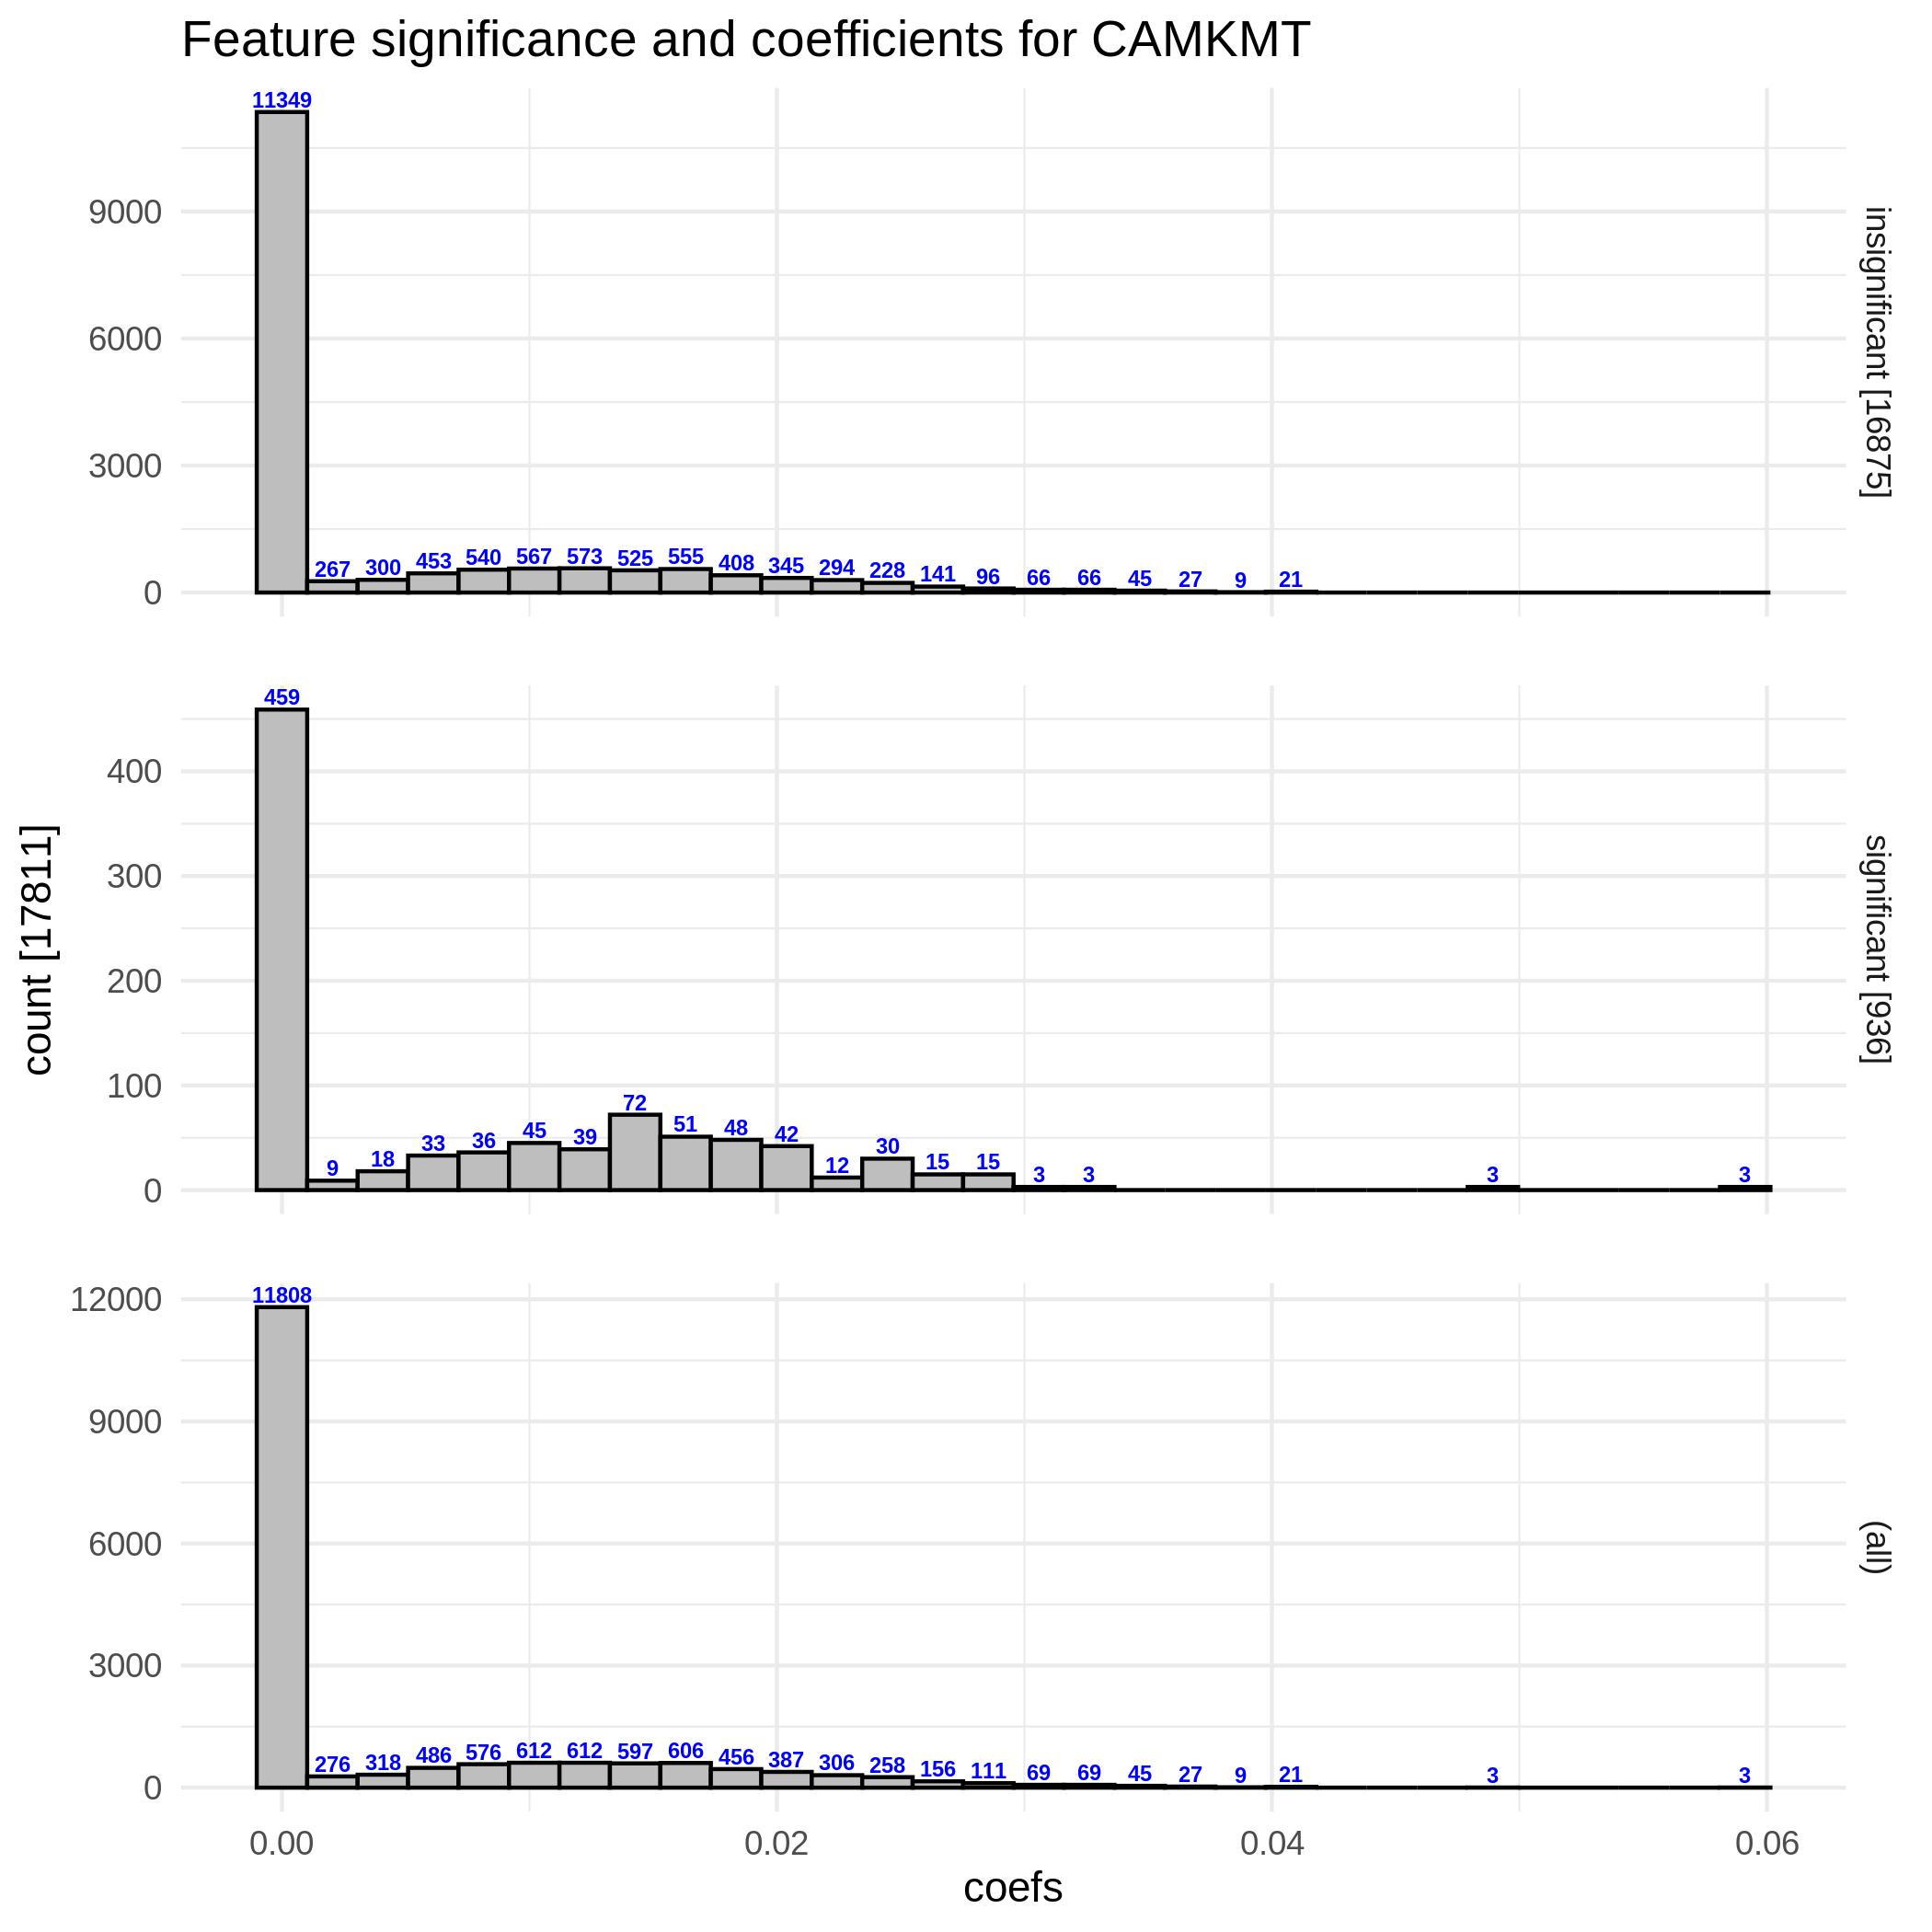 Feature significance and coefficients for CAMKMT
11349
9000
6000
3000
0
267 300 453 540 567 573 525 555 408 345 294 228 141 96 66 66 45 27 9 21
insignificant [16875]
count [17811]
459
400
300
200
100
0
9 18 33 36 45 39 72 51 48 42 12 30 15 15 3 3 3 3
significant [936]
11808
12000
9000
6000
3000
0
276 318 486 576 612 612 597 606 456 387 306 258 156 111 69 69 45 27 9 21 3 3
(all)
0.00 0.02 0.04 0.06
coefs